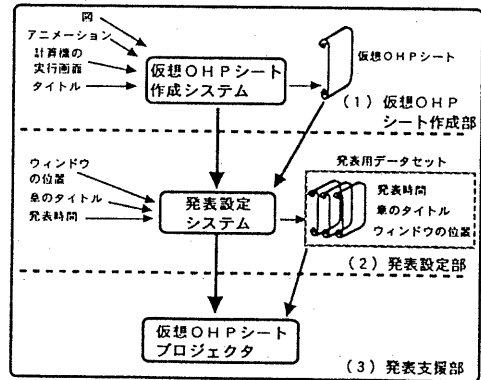 図
アニメーション
計算機の
実行画面
タイトル
仮想OHPシート
作成システム
仮想OHPシート
(1) 仮想OHP
シート作成部
発表用データセット
ウィンドウ
の位置
章のタイトル
発表時間
発表設定
システム
発表時間
章のタイトル
ウィンドウの位置
(2) 発表設定部
仮想OHPシート
プロジェクタ
(3) 発表支援部